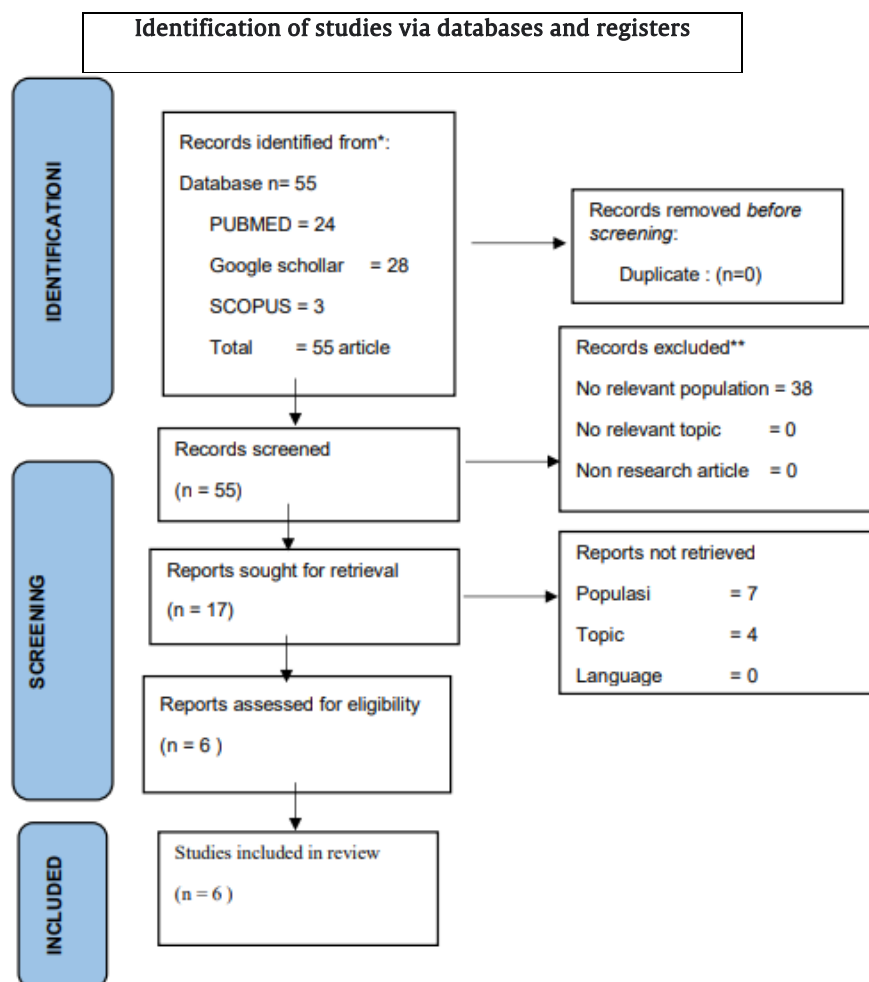 Identification of studies via databases and registers
IDENTIFICATIONI
Records identified from*:
Database n= 55
PUBMED = 24
Google schollar = 28
SCOPUS = 3
Total = 55 article
Records removed before
screening:
Duplicate : (n=0)
Records excluded**
No relevant population = 38
No relevant topic = 0
Non research article = 0
SCREENING
Records screened
(n = 55)
Reports sought for retrieval
(n = 17)
Reports not retrieved
Populasi = 7
Topic = 4
Language = 0
Reports assessed for eligibility
(n = 6 )
INCLUDED
Studies included in review
(n = 6 )